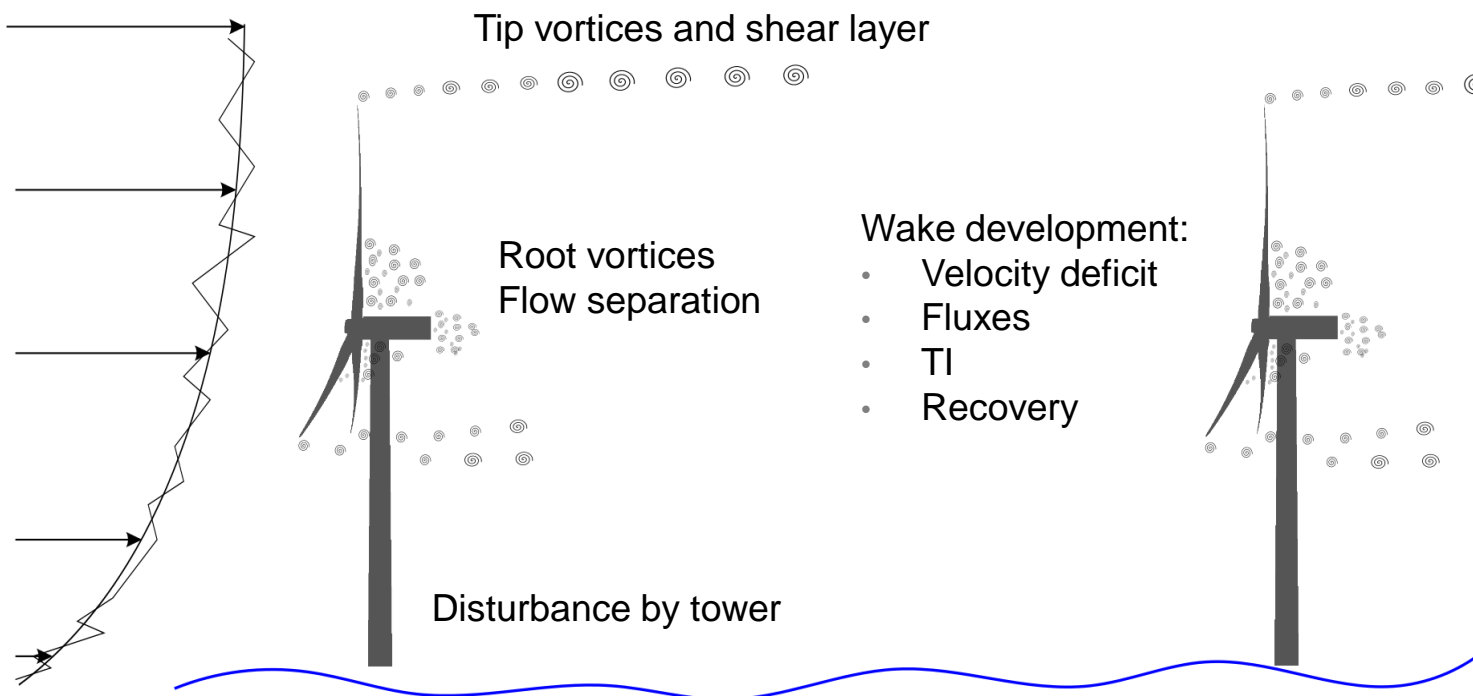 Tip vortices and shear layer
Root vortices
Flow separation
Wake development:
• Velocity deficit
• Fluxes
• TI
• Recovery
Disturbance by tower